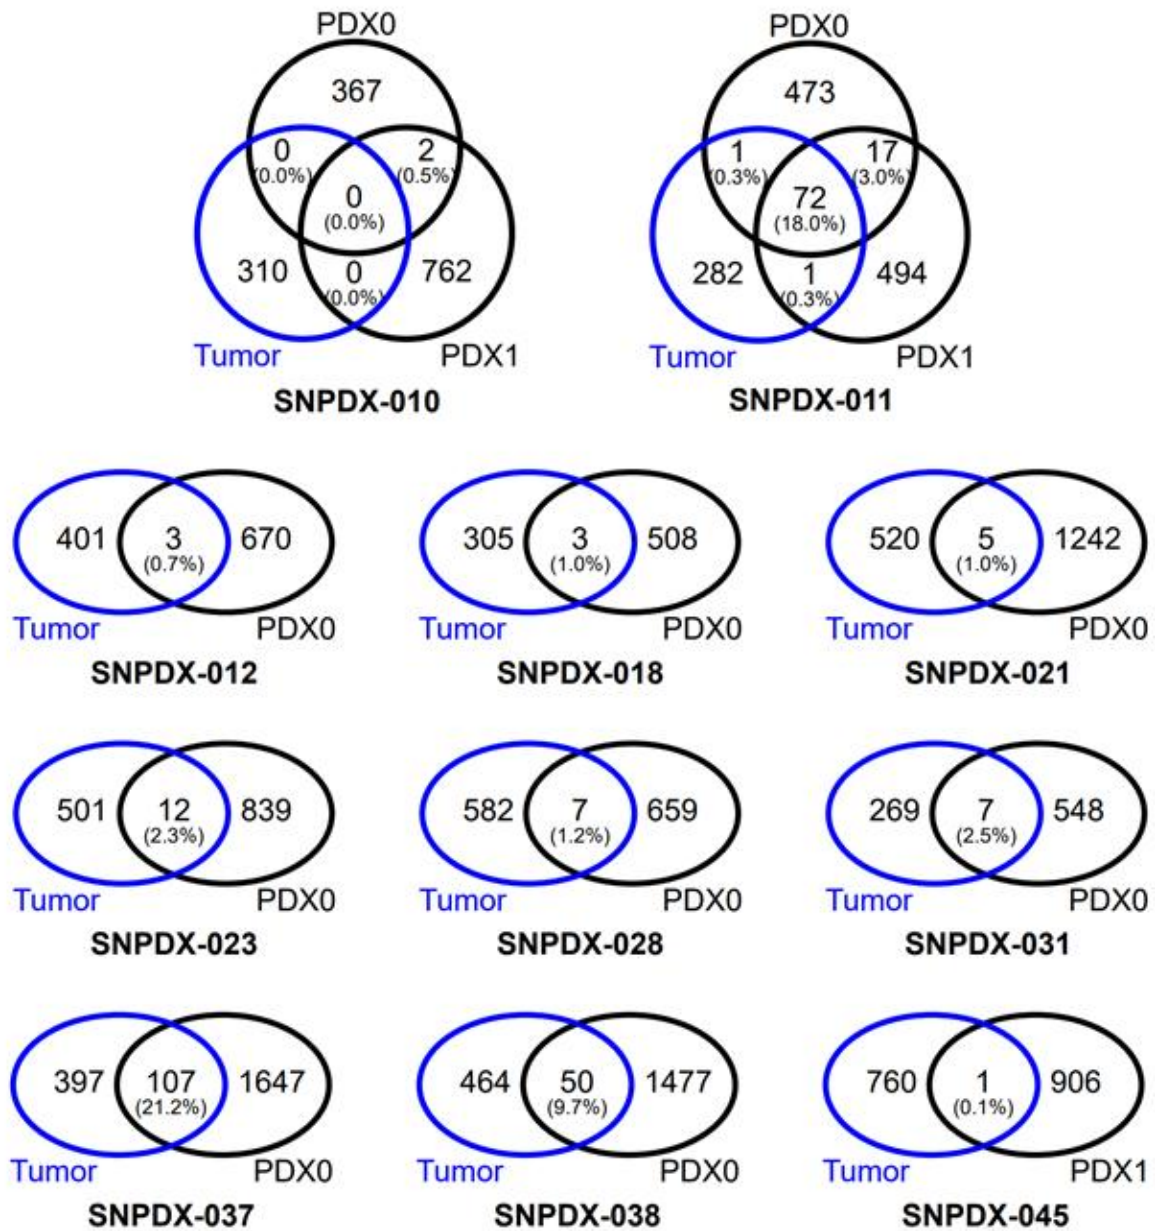 PDX0 PDX0
367 473
0 2 1 17
(0.0%) (0.5%) (0.3%) (3.0%)
0 72
(0.0%) (18.0%)
310 0 762 282 1 494
(0.0%) (0.3%)
Tumor PDX1 Tumor PDX1
SNPDX-010 SNPDX-011
401 3 670 305 3 508 520 5 1242
(0.7%) (1.0%) (1.0%)
Tumor PDX0 Tumor PDX0 Tumor PDX0
SNPDX-012 SNPDX-018 SNPDX-021
501 12 839 582 7 659 269 7 548
(2.3%) (1.2%) (2.5%)
Tumor PDX0 Tumor PDX0 Tumor PDX0
SNPDX-023 SNPDX-028 SNPDX-031
397 107 1647 464 50 1477 760 1 906
(21.2%) (9.7%) (0.1%)
Tumor PDX0 Tumor PDX0 Tumor PDX1
SNPDX-037 SNPDX-038 SNPDX-045